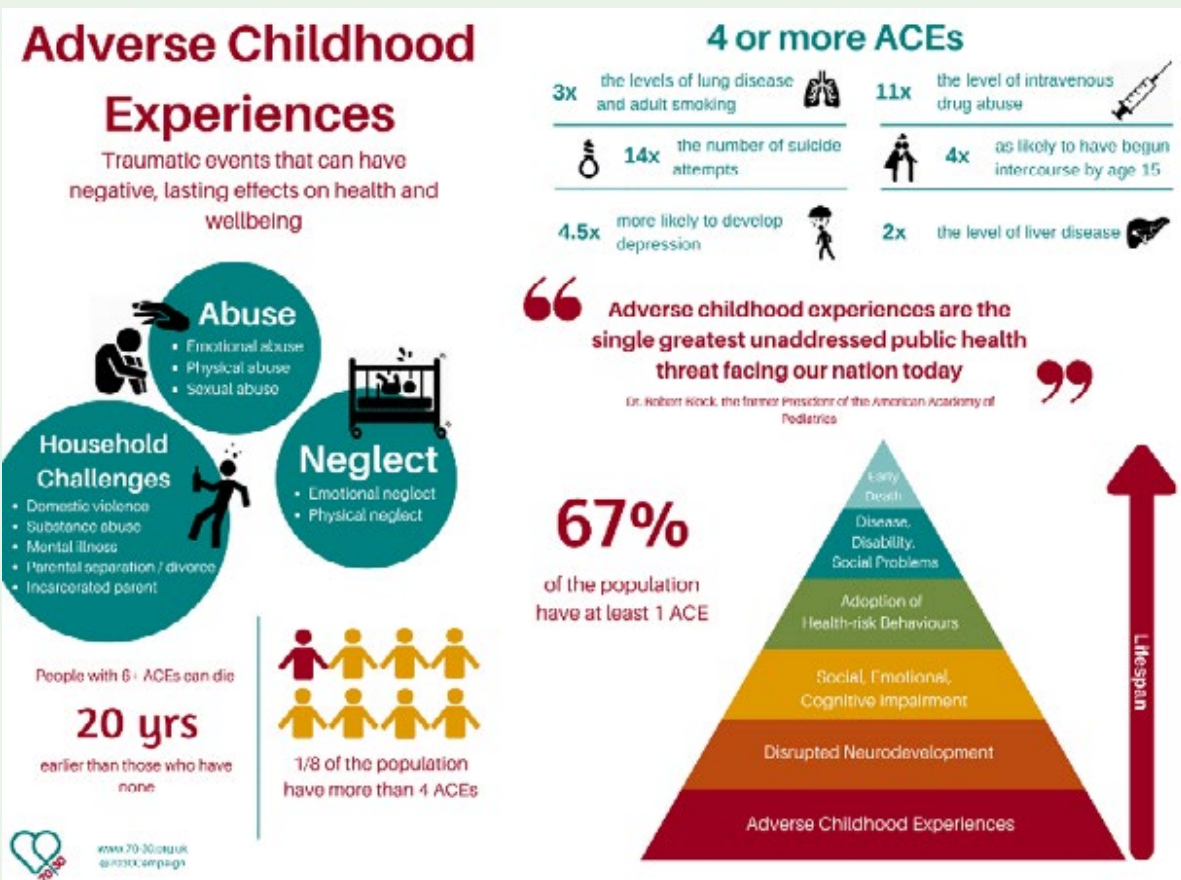 Adverse Childhood
Experiences
Traumatic events that can have
negative, lasting effects on health and
wellbeing
Abuse
• Emotional abuse
• Physical abuse
• Sexual abuse
Household
Challenges
• Domestic violence
• Substance abuse
• Mental illness
• Parental separation / divorce
• Incarcerated parent
Neglect
• Emotional neglect
• Physical neglect
People with 6+ ACEs can die
20 yrs
earlier than those who have
none
1/8 of the population
have more than 4 ACEs
www.70-30.org.uk
@7030Campaign
70/30
4 or more ACEs
3x
the levels of lung disease
and adult smoking
11x
the level of intravenous
drug abuse
14x
the number of suicide
attempts
4x
as likely to have begun
intercourse by age 15
4.5x
more likely to develop
depression
2x
the level of liver disease
“
Adverse childhood experiences are the
single greatest unaddressed public health
threat facing our nation today
”
Dr. Robert Block, the former President of the American Academy of
Pediatrics
67%
of the population
have at least 1 ACE
Early
Death
Disease,
Disability,
Social Problems
Adoption of
Health-risk Behaviours
Social, Emotional,
Cognitive Impairment
Disrupted Neurodevelopment
Adverse Childhood Experiences
Lifespan